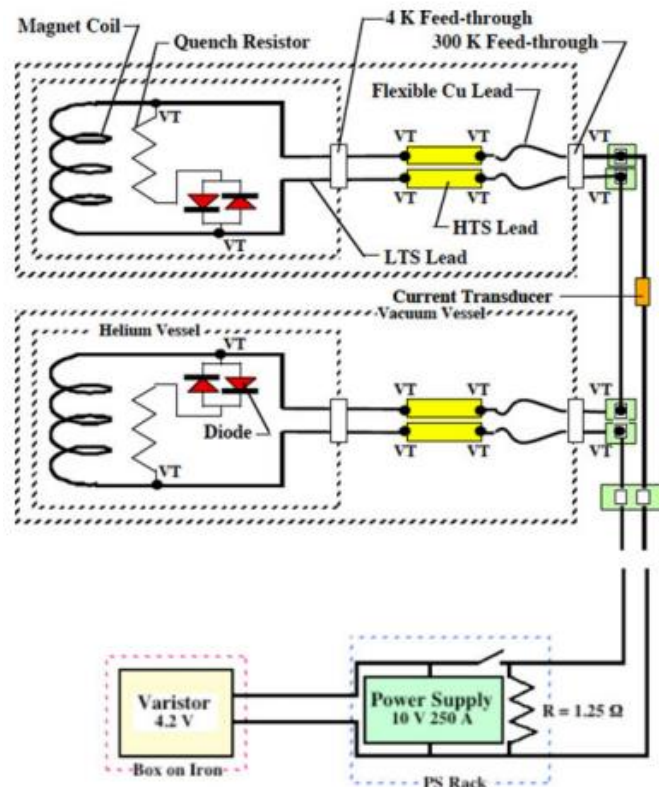 4 K Feed-through
Magnet Coil
Quench Resistor
300 K Feed-through
Flexible Cu Lead
VT
VT
VT
VT
VT
VT
VT
VT
HTS Lead
LTS Lead
Current Transducer
Vacuum Vessel
Helium Vessel
VT
VT
VT
VT
Diode
VT
VT
VT
VT
VT
Varistor
4.2 V
Power Supply
10 V 250 A
R = 1.25 Ω
Box on Iron
PS Rack